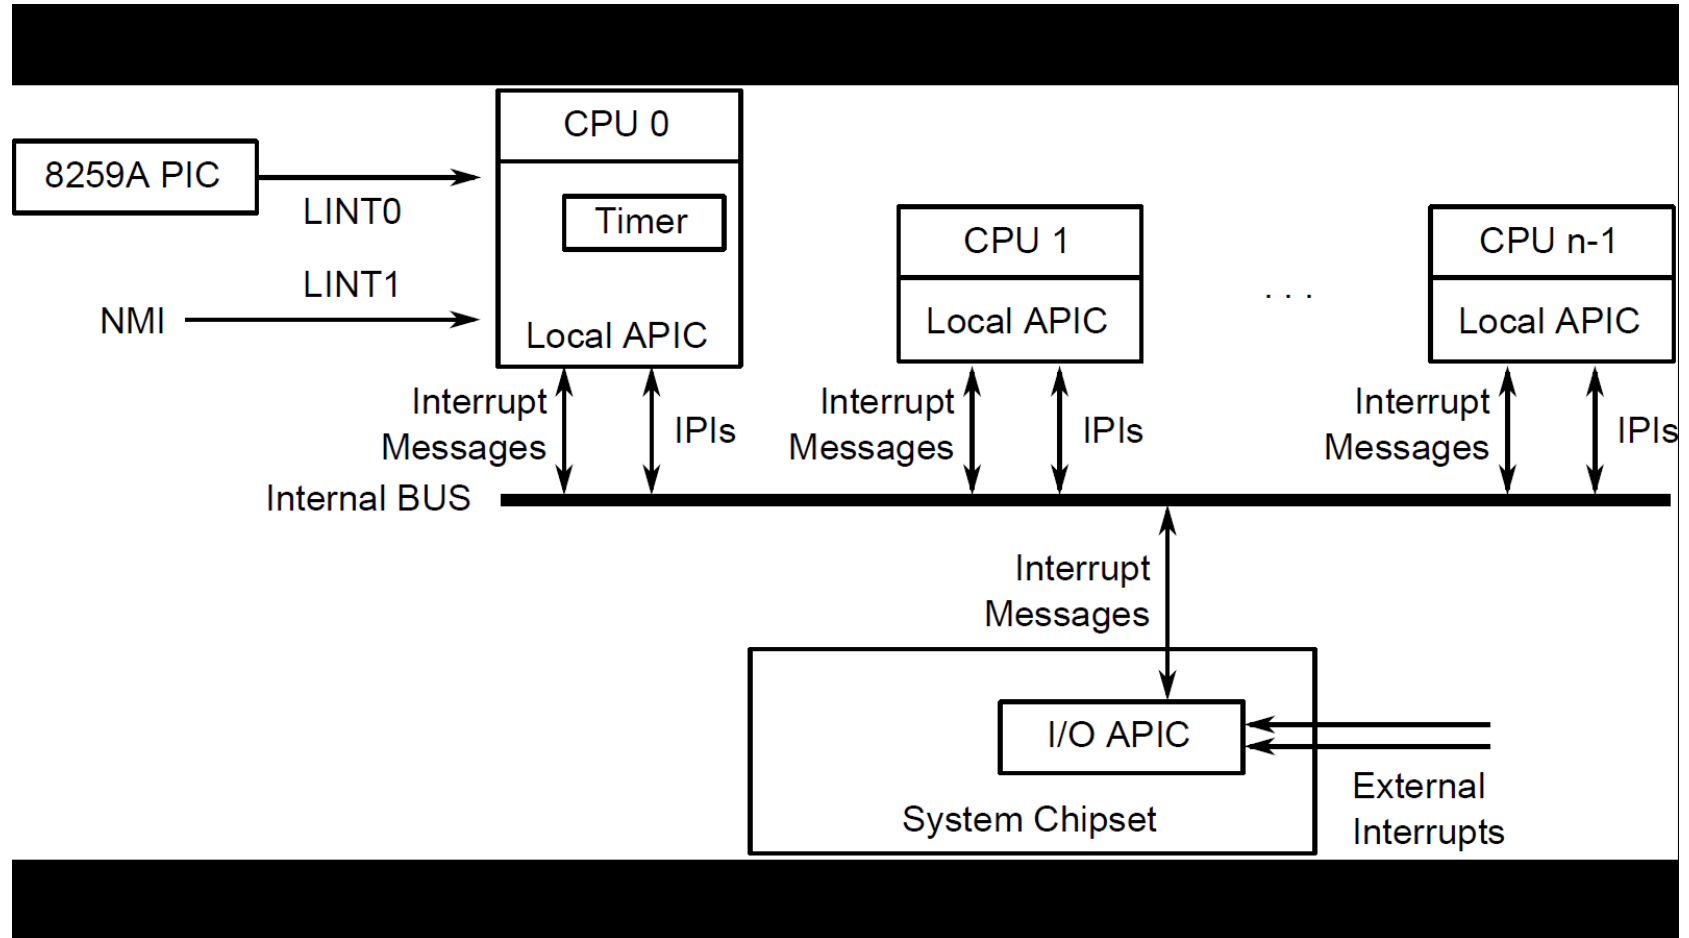 CPU 0
8259A PIC
LINT0
Timer
LINT1
NMI
Local APIC
CPU 1
Local APIC
. . .
CPU n-1
Local APIC
Interrupt
Messages
IPIs
Interrupt
Messages
IPIs
Interrupt
Messages
IPIs
Internal BUS
Interrupt
Messages
I/O APIC
System Chipset
External
Interrupts